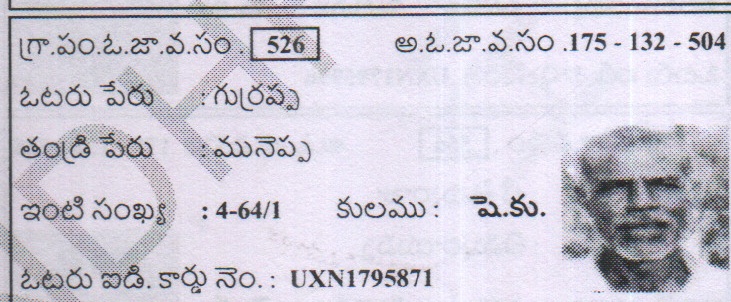 గ్రా.పం.ఓ.జా.వ.సం . 526 అ.ఓ.జా.వ.సం .175 - 132 - 504
ఓటరు పేరు : గుర్రప్ప
తండ్రి పేరు : మునెప్ప
ఇంటి సంఖ్య : 4-64/1 కులము : షె.కు.
ఓటరు ఐడి. కార్డు నెం. : UXN1795871